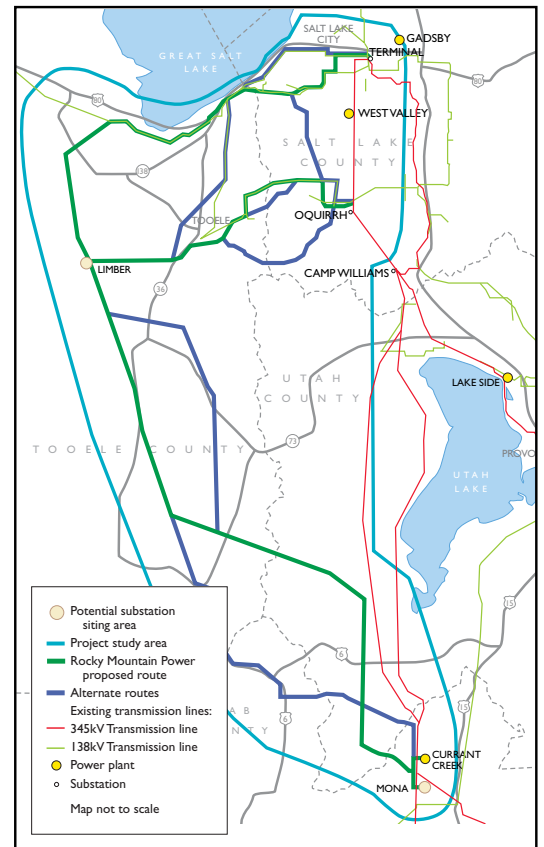 SALT LAKE
CITY
GADSBY
TERMINAL
GREAT SALT
LAKE
80
80
WEST VALLEY
SALT LAKE
COUNTY
138
TOOELE
OQUIRRH
LIMBER
CAMP WILLIAMS
36
UTAH
COUNTY
LAKE SIDE
TOOELE COUNTY
73
PROVO
UTAH
LAKE
15
6
15
6
AB
NTY
CURRANT
CREEK
MONA
Potential substation
siting area
Project study area
Rocky Mountain Power
proposed route
Alternate routes
Existing transmission lines:
345kV Transmission line
138kV Transmission line
Power plant
Substation
Map not to scale